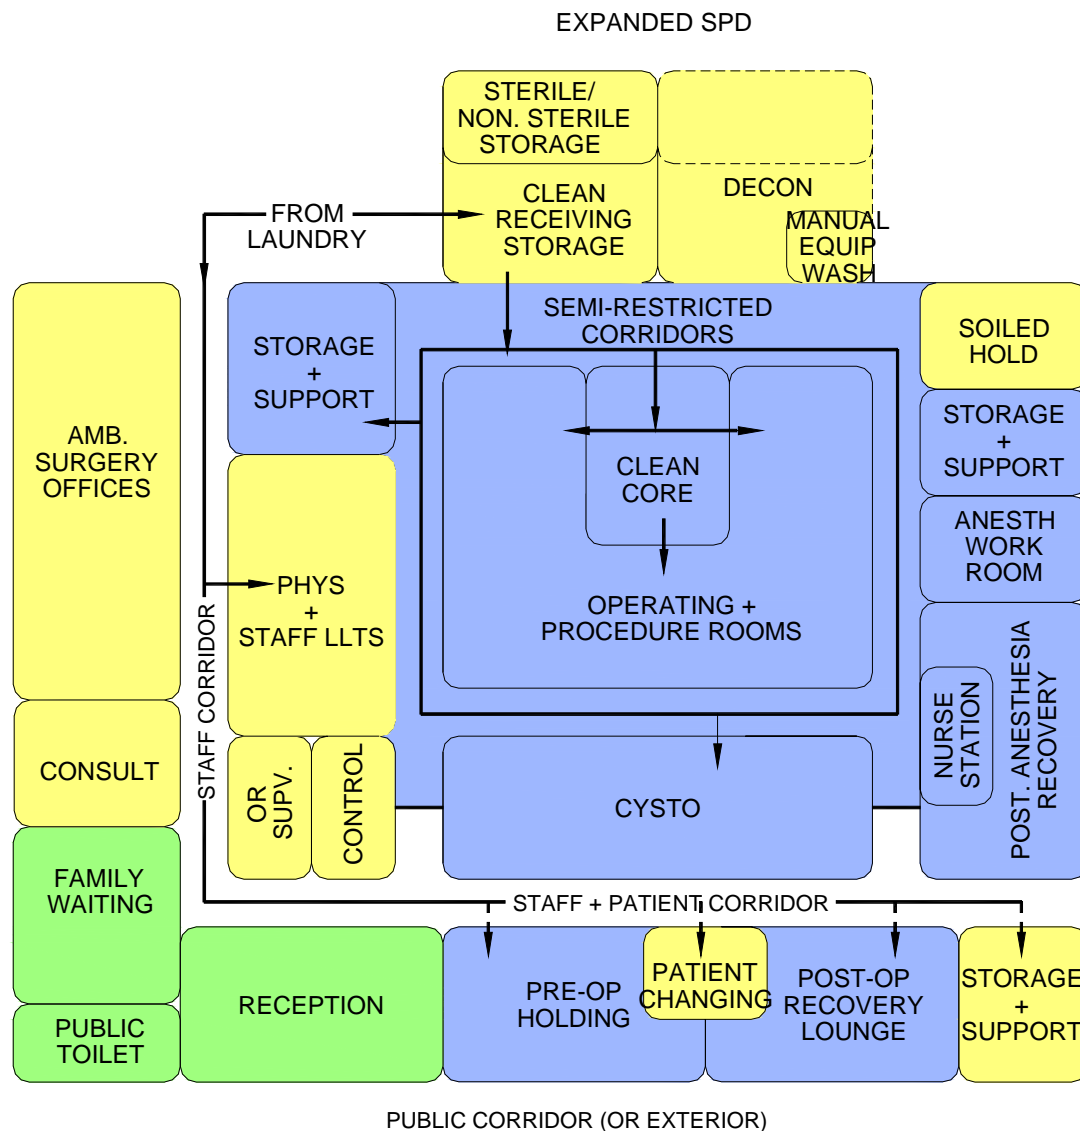 EXPANDED SPD
STERILE/
NON. STERILE
STORAGE
DECON
MANUAL
EQUIP
WASH
CLEAN
RECEIVING
STORAGE
FROM
LAUNDRY
SEMI-RESTRICTED
CORRIDORS
STORAGE
+
SUPPORT
SOILED
HOLD
STORAGE
+
SUPPORT
AMB.
SURGERY
OFFICES
CLEAN
CORE
ANESTH
WORK
ROOM
PHYS
+
STAFF LLTS
OPERATING +
PROCEDURE ROOMS
STAFF CORRIDOR
NURSE
STATION
POST. ANESTHESIA
RECOVERY
CONSULT
OR
SUPV.
CONTROL
CYSTO
FAMILY
WAITING
STAFF + PATIENT CORRIDOR
RECEPTION
PRE-OP
HOLDING
PATIENT
CHANGING
POST-OP
RECOVERY
LOUNGE
STORAGE
+
SUPPORT
PUBLIC
TOILET
PUBLIC CORRIDOR (OR EXTERIOR)